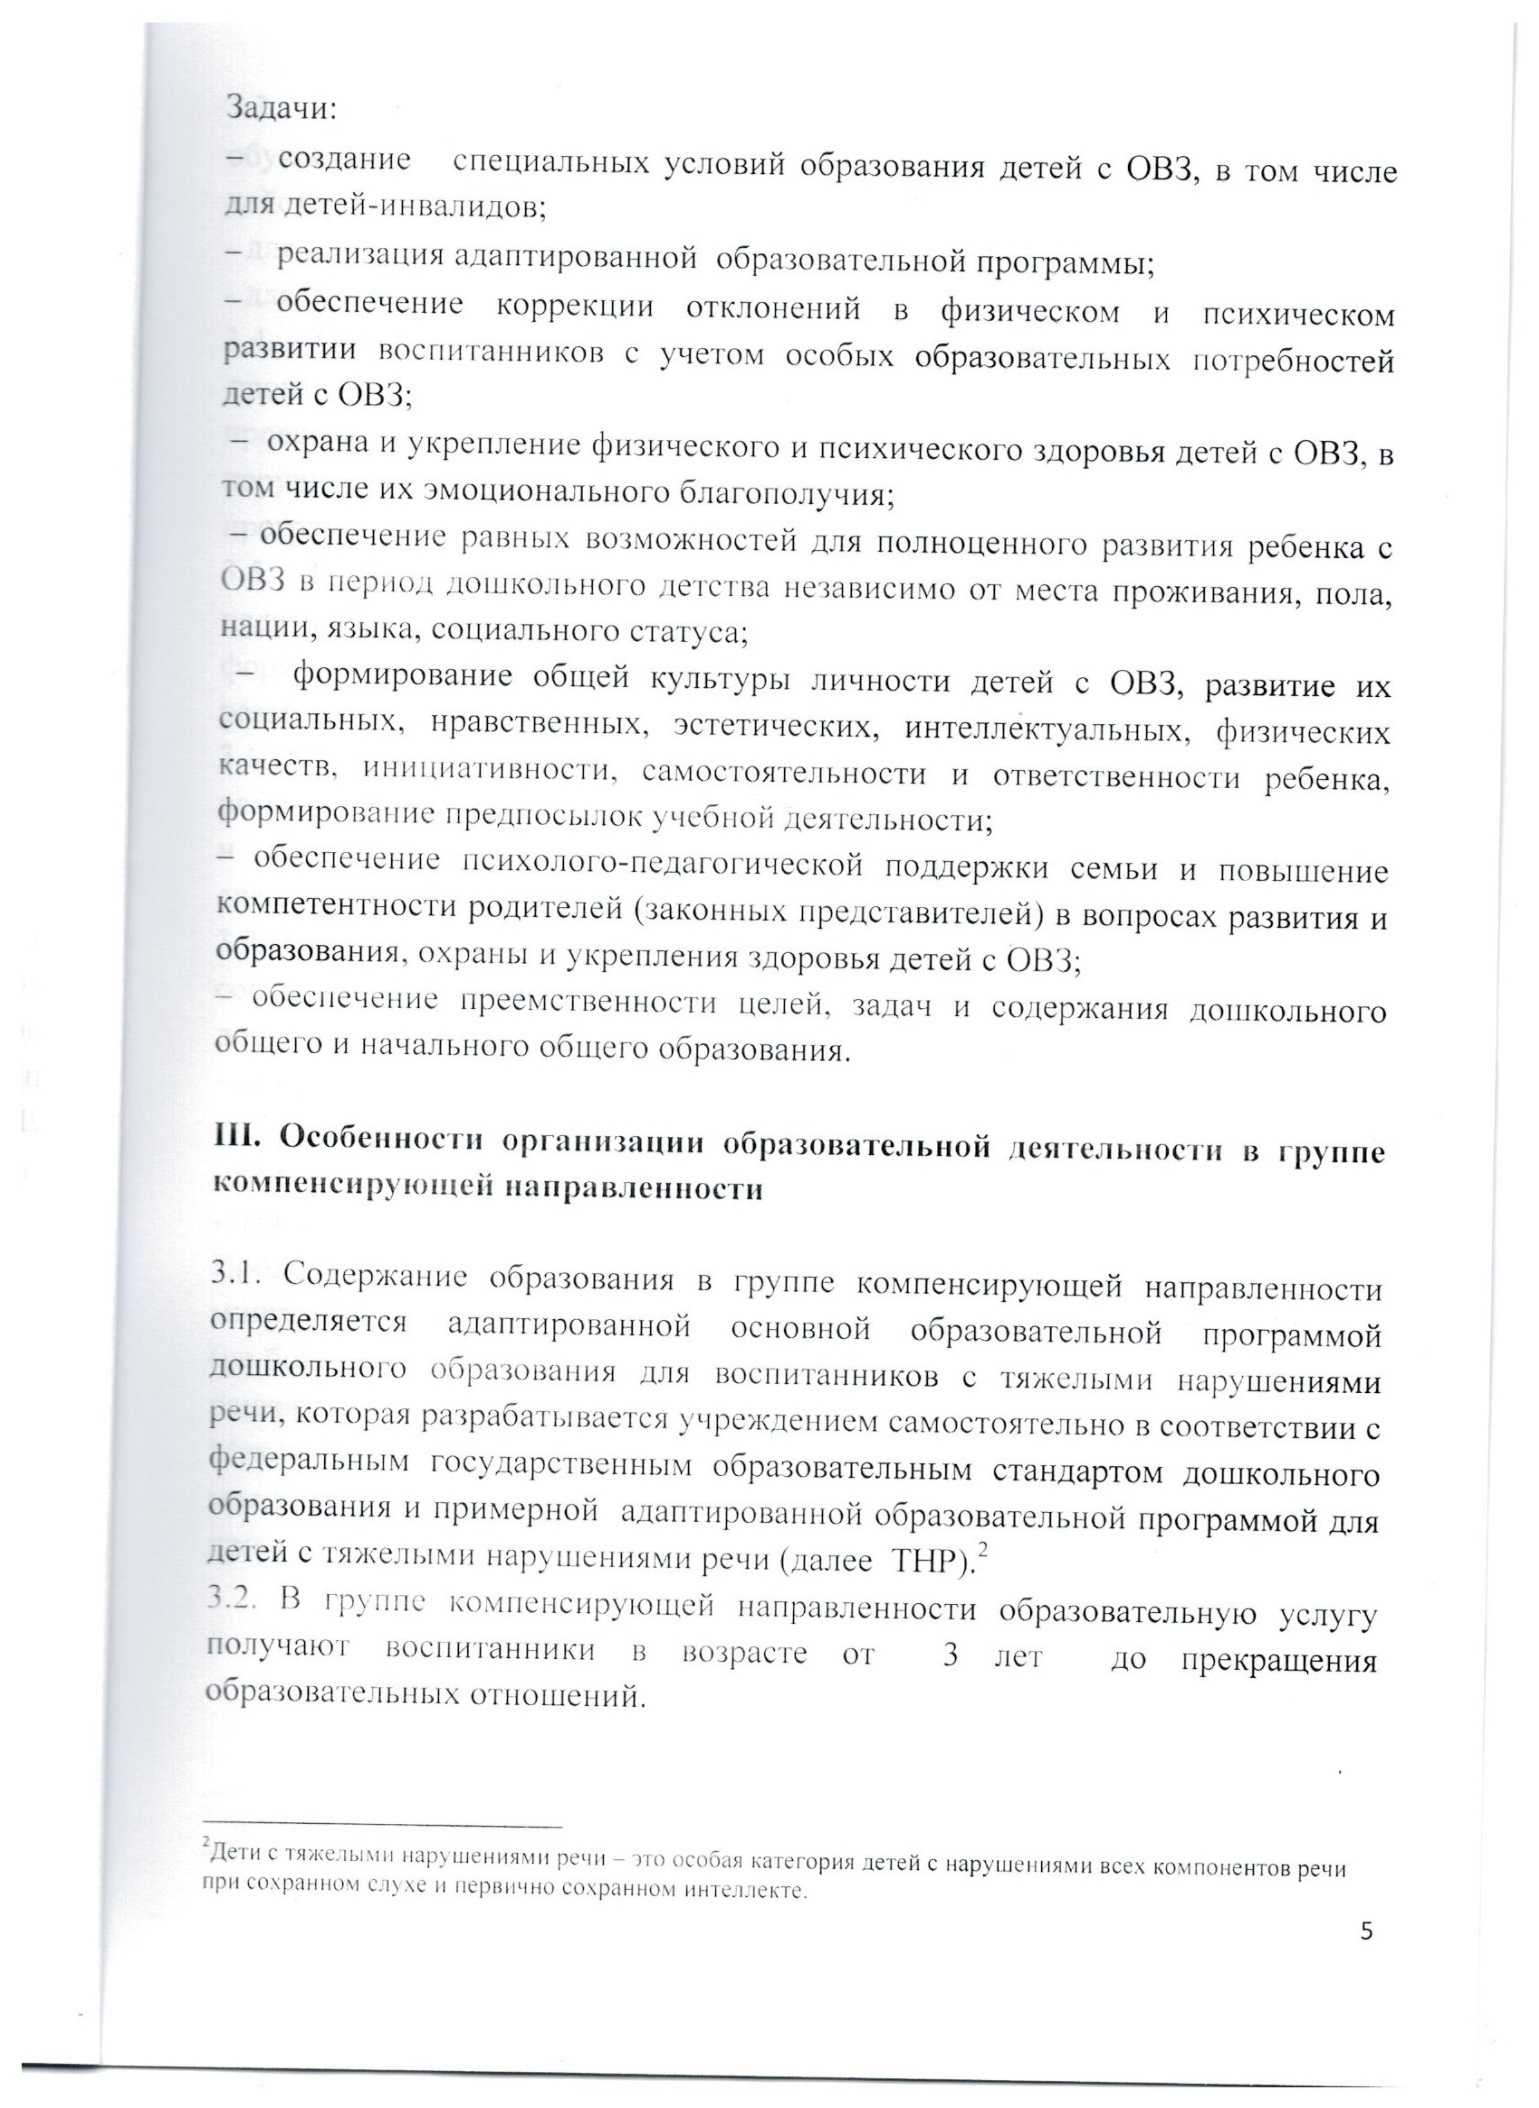 Задачи:
– создание специальных условий образования детей с ОВЗ, в том числе
для детей-инвалидов;
– реализация адаптированной образовательной программы;
– обеспечение коррекции отклонений в физическом и психическом
развитии воспитанников с учетом особых образовательных потребностей
детей с ОВЗ;
– охрана и укрепление физического и психического здоровья детей с ОВЗ, в
том числе их эмоционального благополучия;
– обеспечение равных возможностей для полноценного развития ребенка с
ОВЗ в период дошкольного детства независимо от места проживания, пола,
нации, языка, социального статуса;
– формирование общей культуры личности детей с ОВЗ, развитие их
социальных, нравственных, эстетических, интеллектуальных, физических
качеств, инициативности, самостоятельности и ответственности ребенка,
формирование предпосылок учебной деятельности;
– обеспечение психолого-педагогической поддержки семьи и повышение
компетентности родителей (законных представителей) в вопросах развития и
образования, охраны и укрепления здоровья детей с ОВЗ;
– обеспечение преемственности целей, задач и содержания дошкольного
общего и начального общего образования.
III. Особенности организации образовательной деятельности в группе
компенсирующей направленности
3.1. Содержание образования в группе компенсирующей направленности
определяется адаптированной основной образовательной программой
дошкольного образования для воспитанников с тяжелыми нарушениями
речи, которая разрабатывается учреждением самостоятельно в соответствии с
федеральным государственным образовательным стандартом дошкольного
образования и примерной адаптированной образовательной программой для
детей с тяжелыми нарушениями речи (далее ТНР).²
3.2. В группе компенсирующей направленности образовательную услугу
получают воспитанники в возрасте от 3 лет до прекращения
образовательных отношений.
²Дети с тяжелыми нарушениями речи – это особая категория детей с нарушениями всех компонентов речи
при сохранном слухе и первично сохранном интеллекте.
5